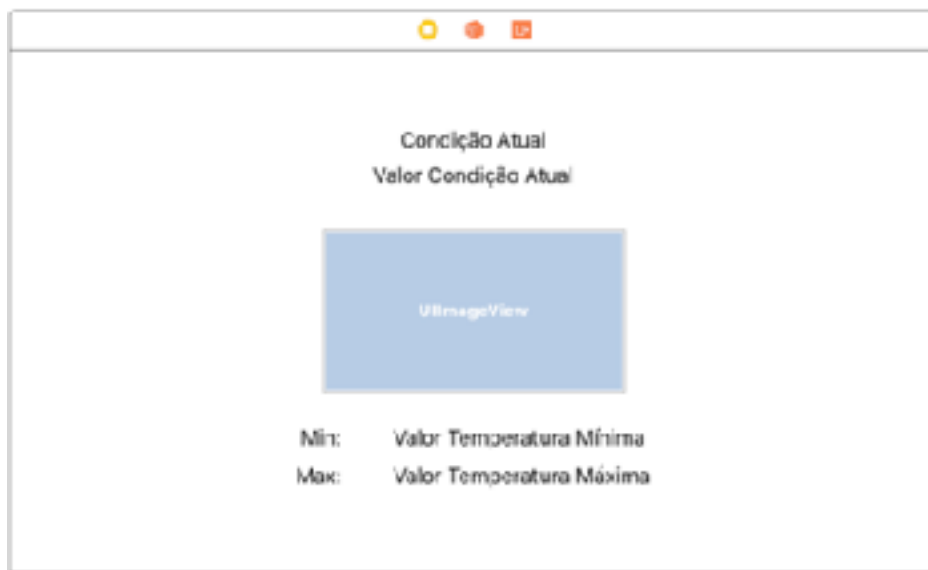 Condição Atual
Valor Condição Atual
UIImageView
Min: Valor Temperatura Mínima
Max: Valor Temperatura Máxima